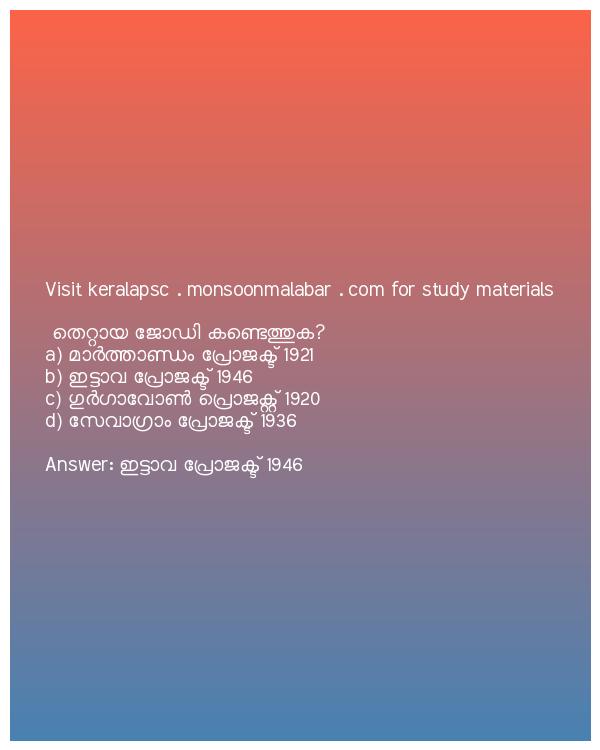 Visit keralapsc . monsoonmalabar . com for study materials
തെറ്റായ ജോഡി കണ്ടെത്തുക?
a) മാർത്താണ്ഡം പ്രോജക്ട് 1921
b) ഇട്ടാവ പ്രോജക്ട് 1946
c) ഗുർഗാവോൺ പ്രൊജക്റ്റ് 1920
d) സേവാഗ്രാം പ്രോജക്ട് 1936
Answer: ഇട്ടാവ പ്രോജക്ട് 1946